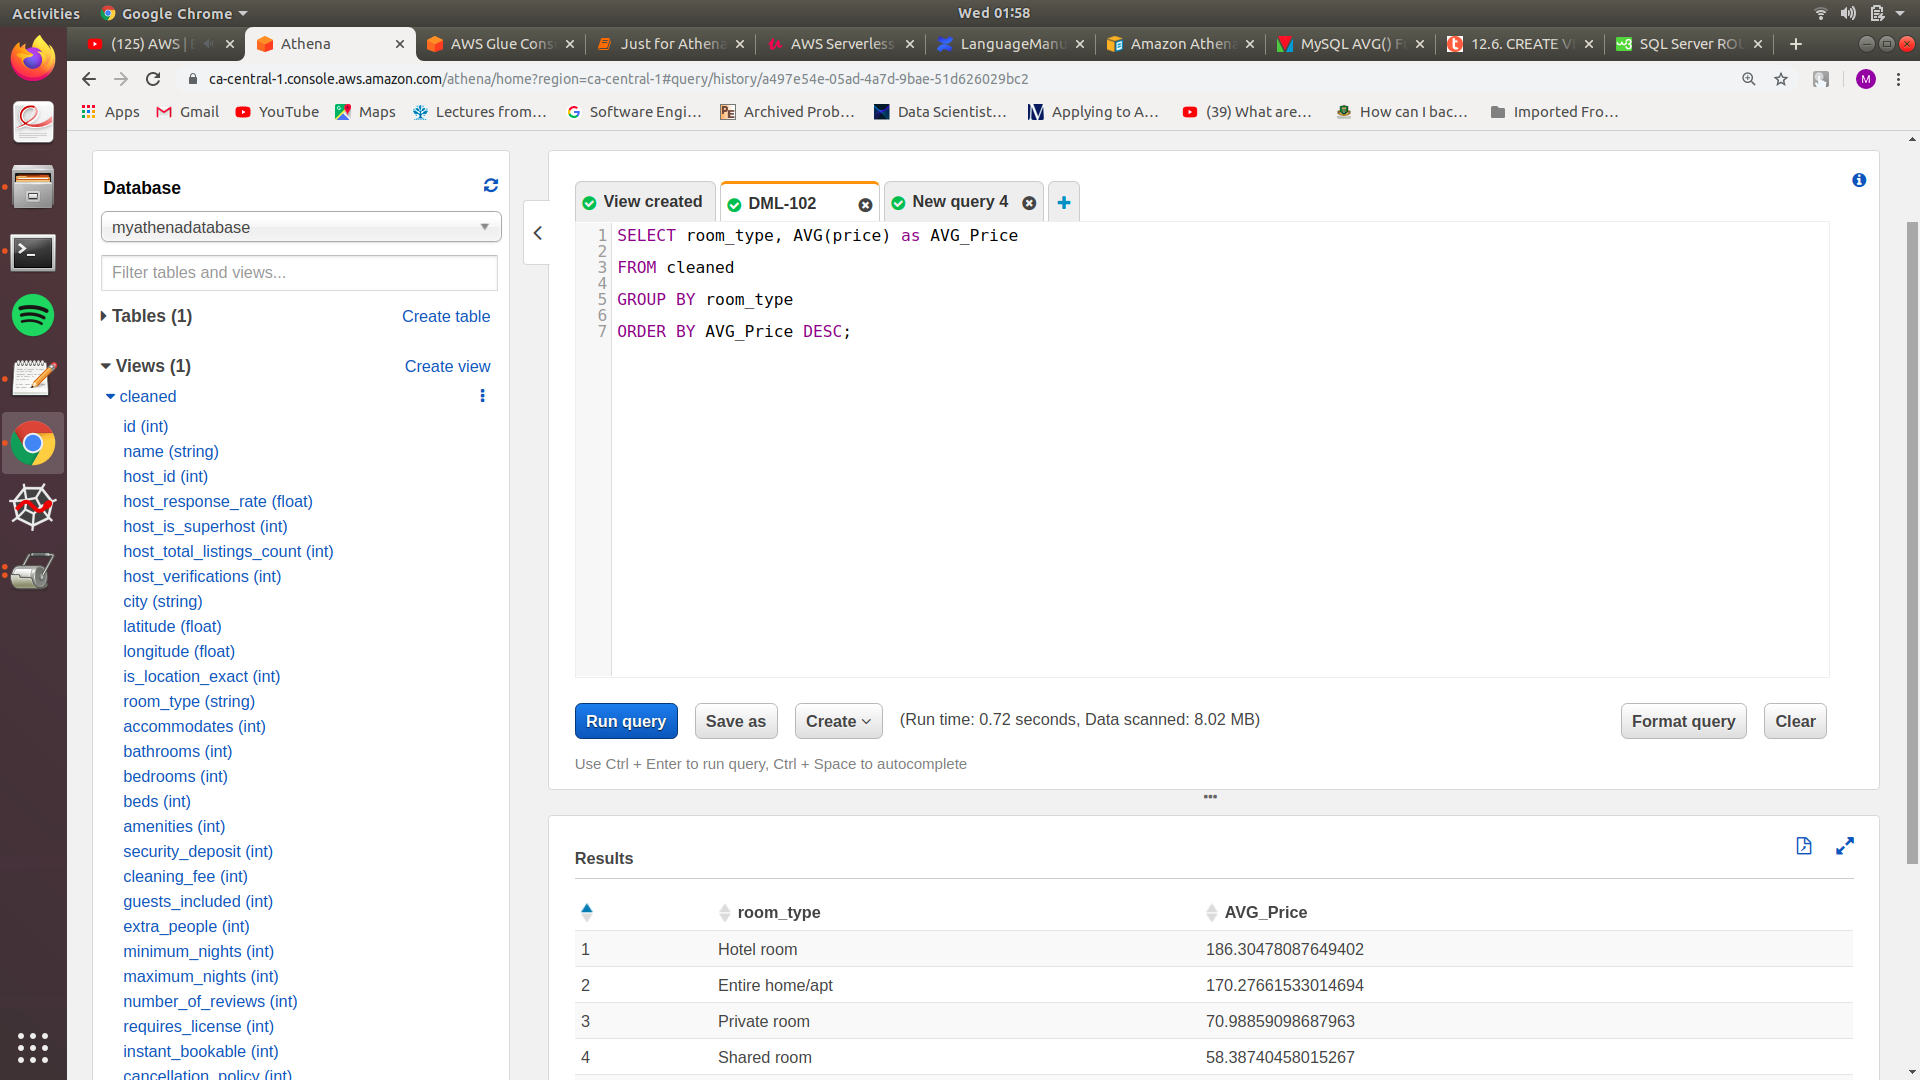 Activities
Google Chrome
Wed 01:58
(125) AWS |
Athena
AWS Glue Cons
Just for Athena
AWS Serverless
LanguageManu
Amazon Athena
MySQL AVG() F
12.6. CREATE V
SQL Server ROU
ca-central-1.console.aws.amazon.com/athena/home?region=ca-central-1#query/history/a497e54e-05ad-4a7d-9bae-51d626029bc2
M
Apps
Gmail
YouTube
Maps
Lectures from...
Software Engi...
Archived Prob...
Data Scientist...
Applying to A...
(39) What are...
How can I bac...
Imported Fro...
Database
myathenadatabase
Filter tables and views...
Tables (1)
Create table
Views (1)
Create view
cleaned
id (int)
name (string)
host_id (int)
host_response_rate (float)
host_is_superhost (int)
host_total_listings_count (int)
host_verifications (int)
city (string)
latitude (float)
longitude (float)
is_location_exact (int)
room_type (string)
accommodates (int)
bathrooms (int)
bedrooms (int)
beds (int)
amenities (int)
security_deposit (int)
cleaning_fee (int)
guests_included (int)
extra_people (int)
minimum_nights (int)
maximum_nights (int)
number_of_reviews (int)
requires_license (int)
instant_bookable (int)
cancellation_policy (int)
View created
DML-102
New query 4
1 SELECT room_type, AVG(price) as AVG_Price
2
3 FROM cleaned
4
5 GROUP BY room_type
6
7 ORDER BY AVG_Price DESC;
Run query
Save as
Create
(Run time: 0.72 seconds, Data scanned: 8.02 MB)
Format query
Clear
Use Ctrl + Enter to run query, Ctrl + Space to autocomplete
Results
room_type AVG_Price
1 Hotel room 186.30478087649402
2 Entire home/apt 170.27661533014694
3 Private room 70.98859098687963
4 Shared room 58.38740458015267